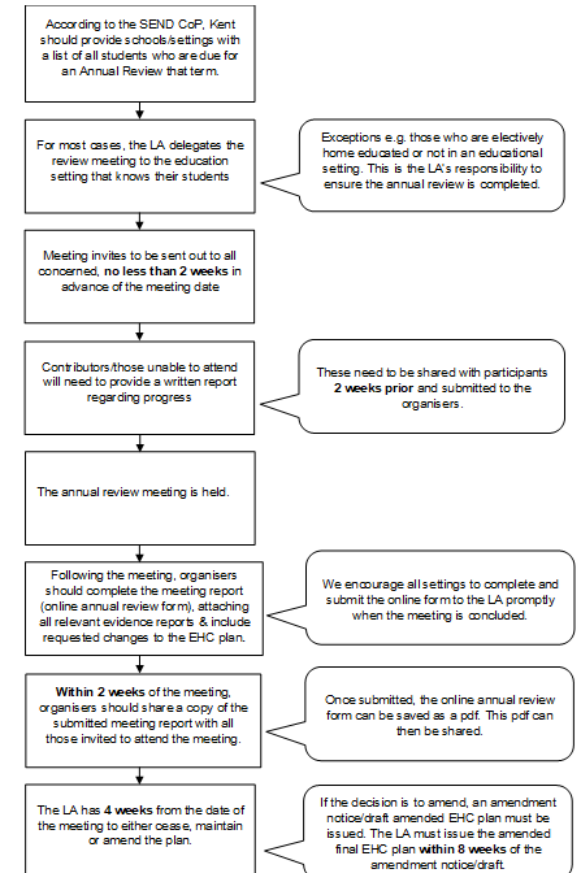 According to the SEND CoP, Kent
should provide schools/settings with
a list of all students who are due for
an Annual Review that term.
For most cases, the LA delegates the
review meeting to the education
setting that knows their students
Exceptions e.g. those who are electively
home educated or not in an educational
setting. This is the LA's responsibility to
ensure the annual review is completed.
Meeting invites to be sent out to all
concerned, no less than 2 weeks in
advance of the meeting date
Contributors/those unable to attend
will need to provide a written report
regarding progress
These need to be shared with participants
2 weeks prior and submitted to the
organisers.
The annual review meeting is held.
Following the meeting, organisers
should complete the meeting report
(online annual review form), attaching
all relevant evidence reports & include
requested changes to the EHC plan.
We encourage all settings to complete and
submit the online form to the LA promptly
when the meeting is concluded.
Within 2 weeks of the meeting,
organisers should share a copy of the
submitted meeting report with all
those invited to attend the meeting.
Once submitted, the online annual review
form can be saved as a pdf. This pdf can
then be shared.
The LA has 4 weeks from the date of
the meeting to either cease, maintain
or amend the plan.
If the decision is to amend, an amendment
notice/draft amended EHC plan must be
issued. The LA must issue the amended
final EHC plan within 8 weeks of the
amendment notice/draft.